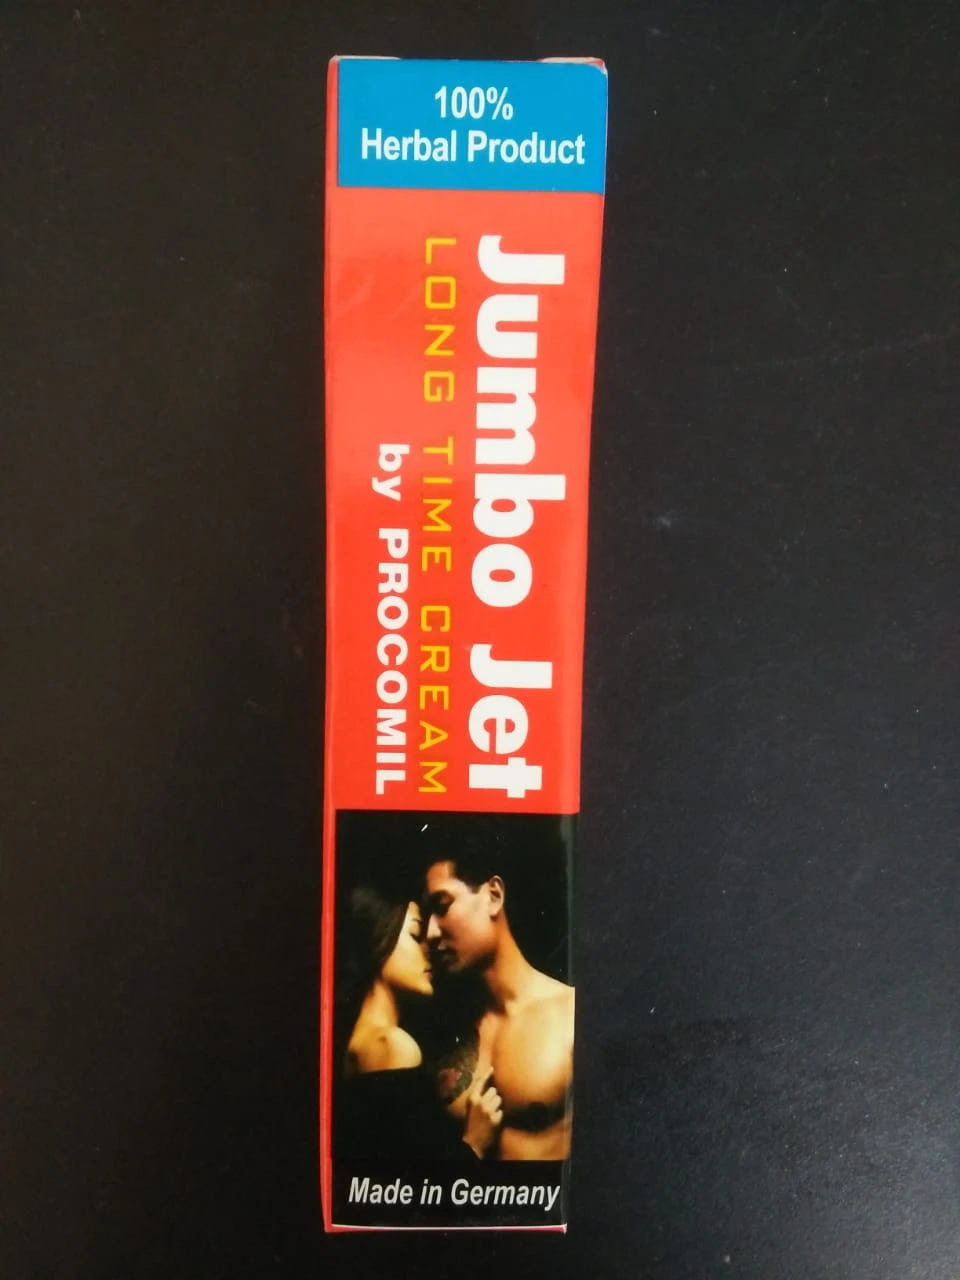 100%
Herbal Product
Jumbo Jet
LONG TIME CREAM
by PROCOMIL
Made in Germany